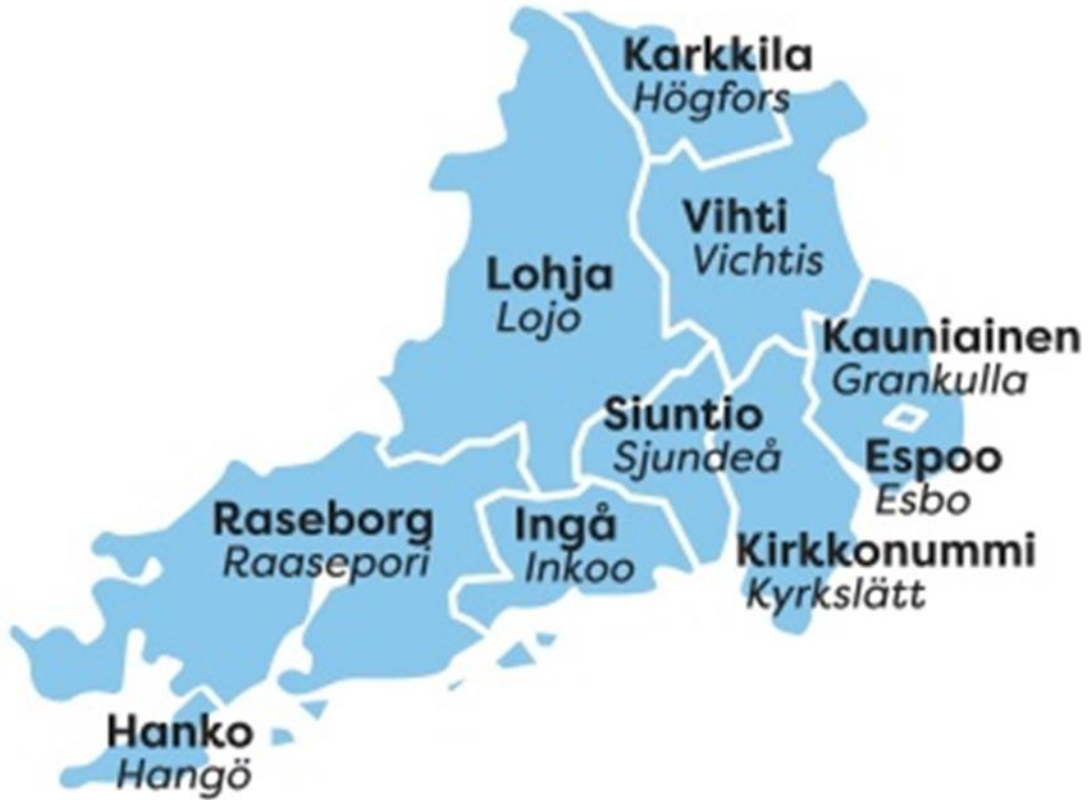 Karkkila
Högfors
Vihti
Vichtis
Lohja
Lojo
Kauniainen
Grankulla
Siuntio
Sjundeå
Espoo
Esbo
Raseborg
Raasepori
Ingå
Inkoo
Kirkkonummi
Kyrkslätt
Hanko
Hangö